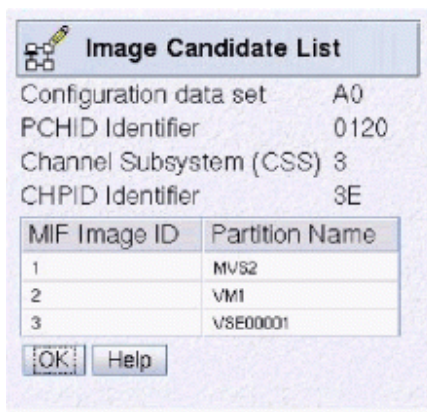 Image Candidate List
Configuration data set A0
PCHID Identifier 0120
Channel Subsystem (CSS) 3
CHPID Identifier 3E
MIF Image ID Partition Name
1 MVS2
2 VM1
3 VSE00001
OK Help